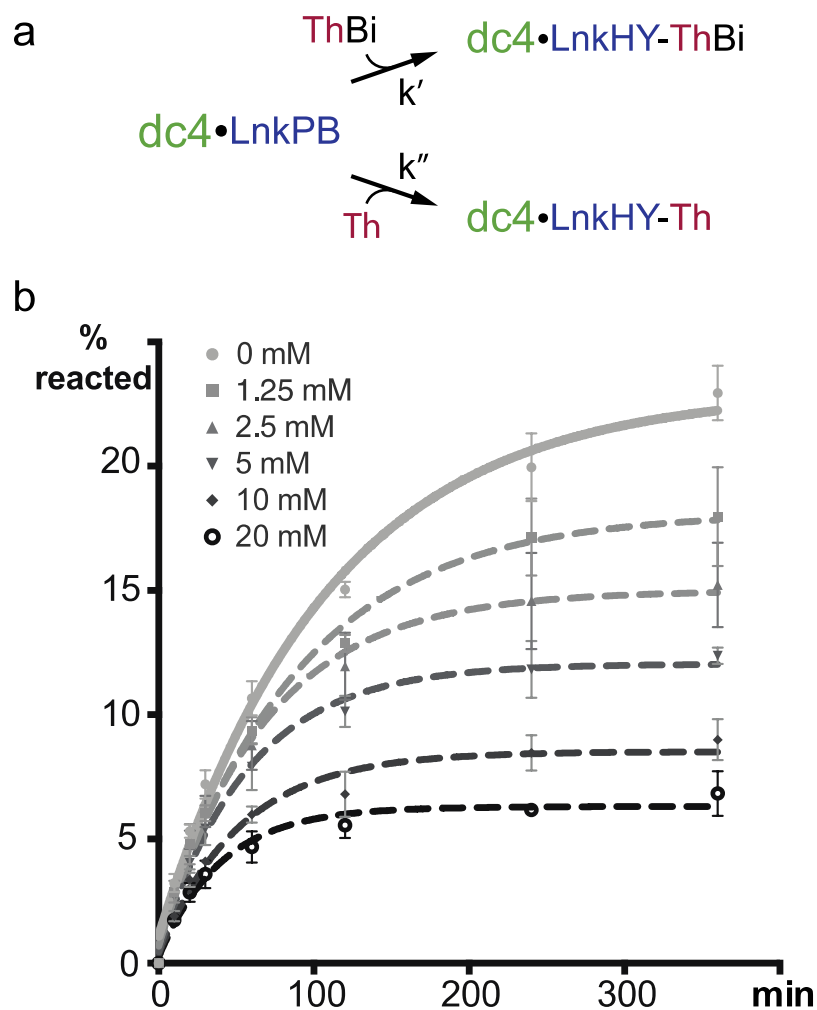 a
ThBi
dc4•LnkHY-ThBi
k′
dc4•LnkPB
k″
Th
dc4•LnkHY-Th
b
%
reacted
0 mM
1.25 mM
2.5 mM
5 mM
10 mM
20 mM
20
15
10
5
0
0 100 200 300 min